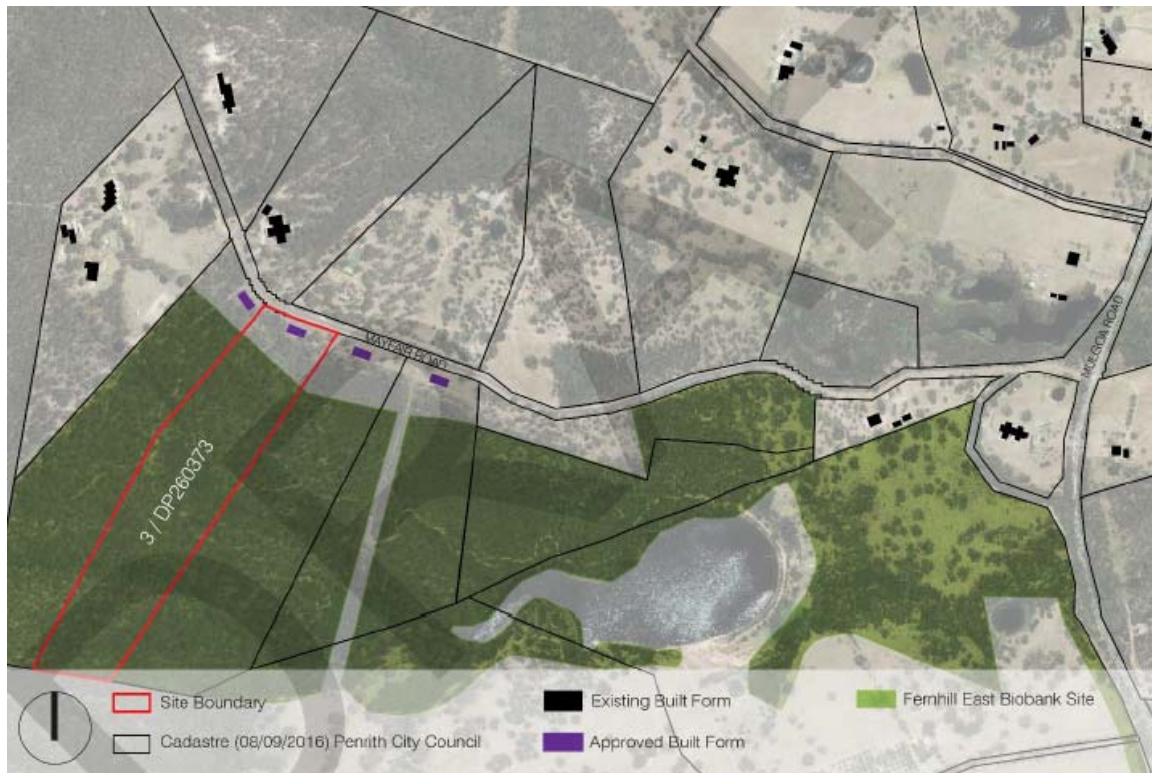 MAYFAIR ROAD
MULGOA ROAD
3 / DP260373
Site Boundary
Existing Built Form
Fernhill East Biobank Site
Cadastre (08/09/2016) Penrith City Council
Approved Built Form